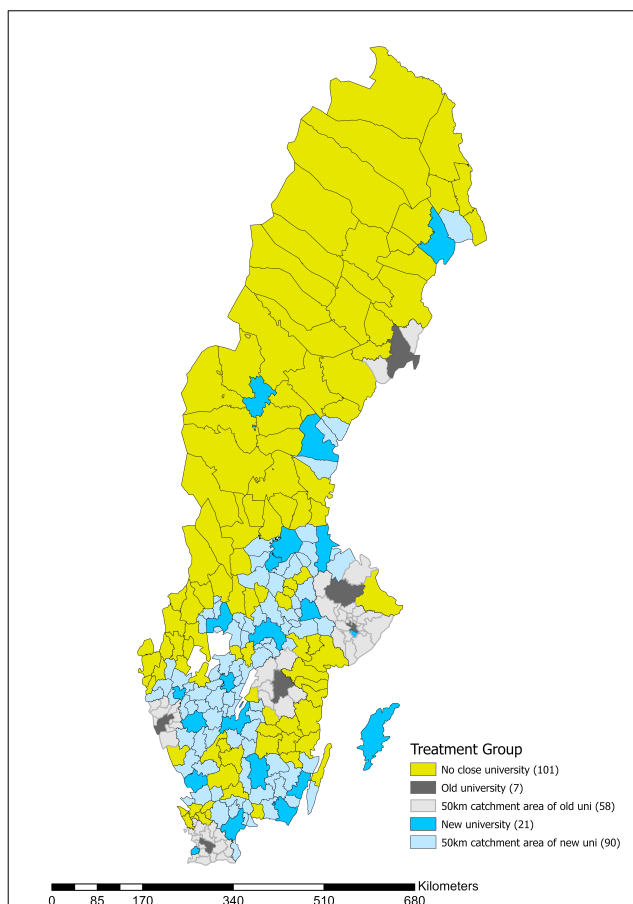 Treatment Group
No close university (101)
Old university (7)
50km catchment area of old uni (58)
New university (21)
50km catchment area of new uni (90)
Kilometers
0 85 170 340 510 680